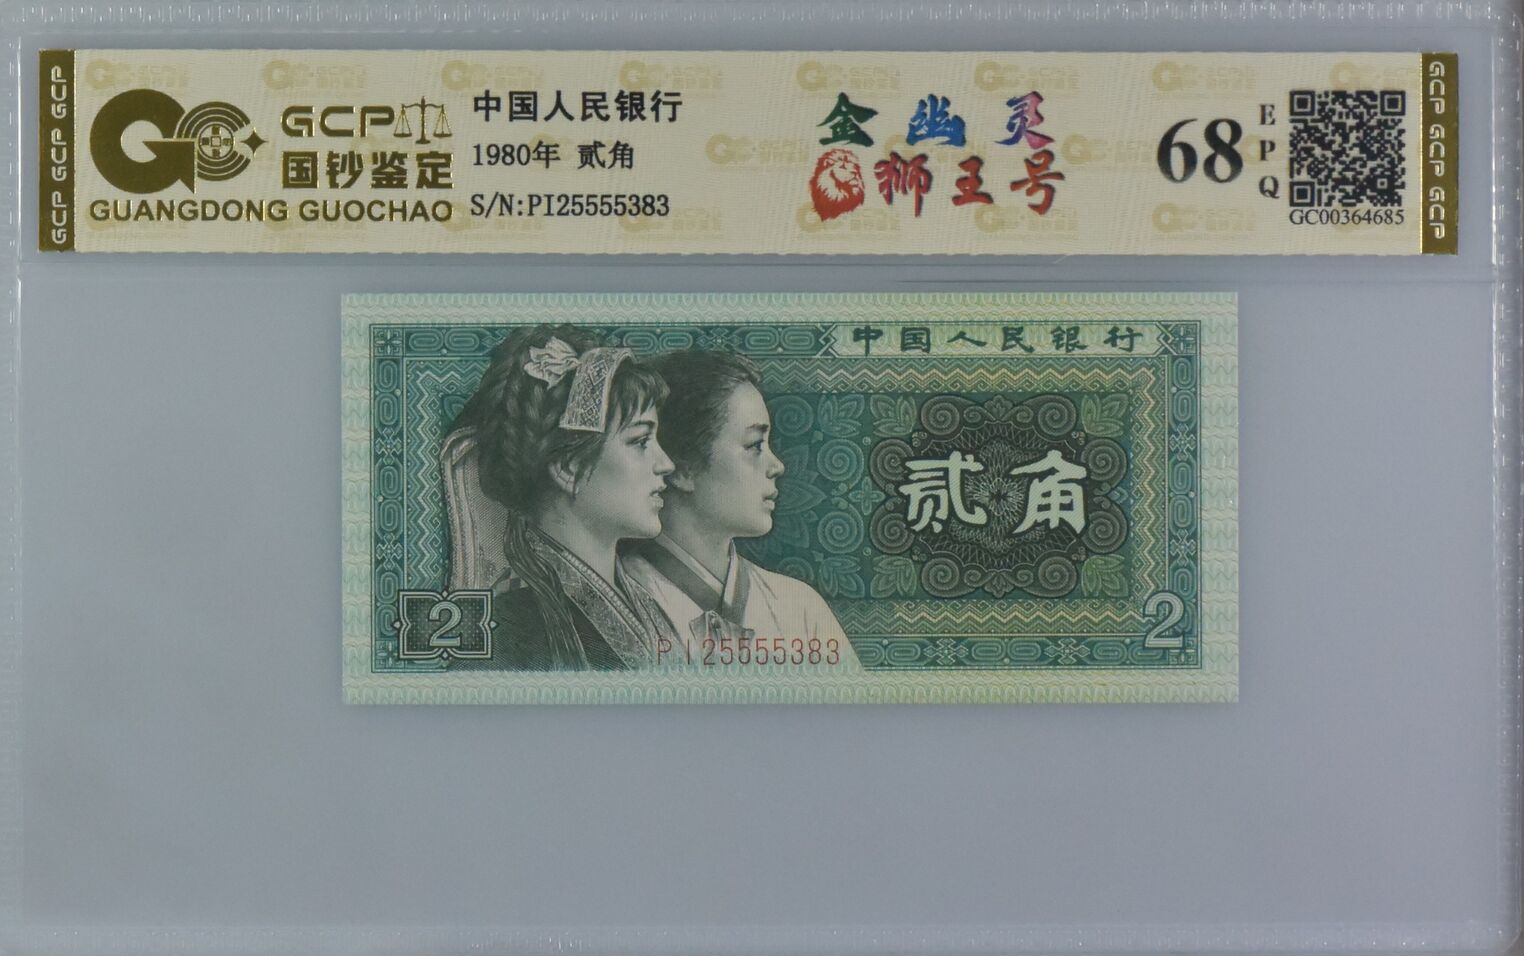 GCP GCP GCP
GCP
国钞鉴定
GUANGDONG GUOCHAO
中国人民银行
1980年 贰角
S/N:PI25555383
金幽灵
狮王号
68
EPQ
GC00364685
GCP GCP GCP
中国人民银行
贰角
2
2
PI25555383